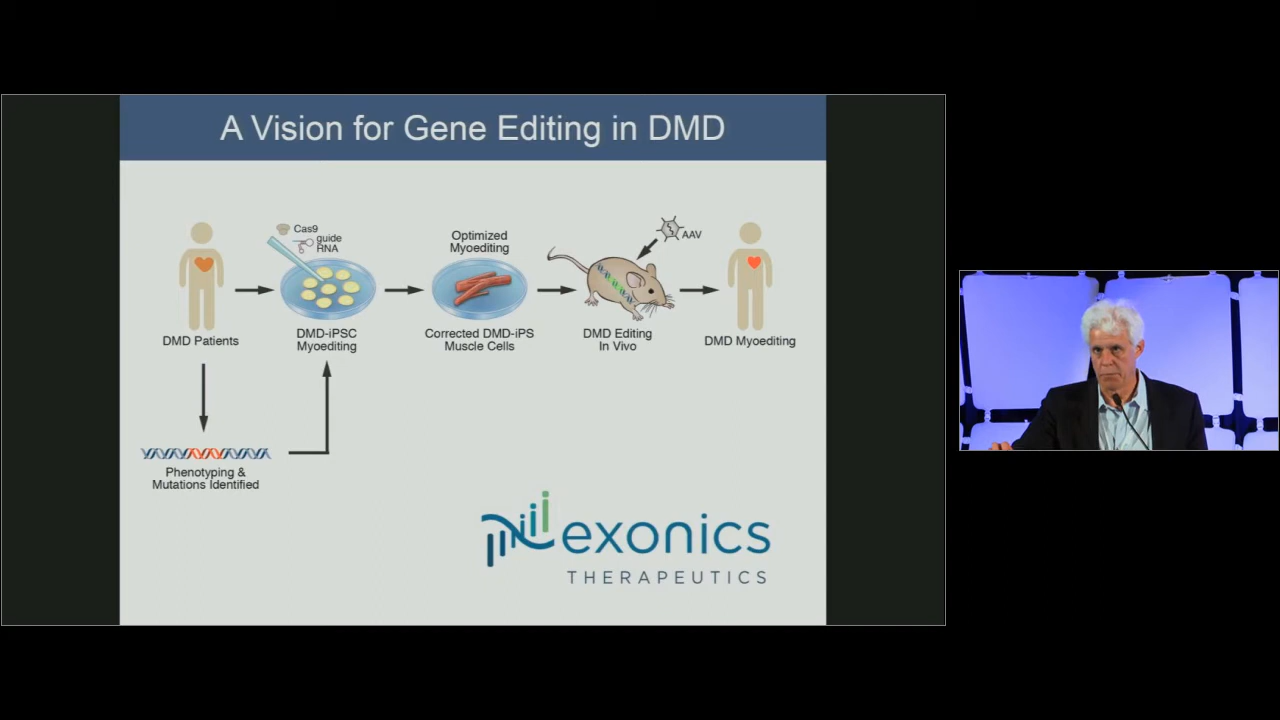 A Vision for Gene Editing in DMD
Cas9
guide
RNA
Optimized
Myoediting
AAV
DMD Patients
DMD-iPSC
Myoediting
Corrected DMD-iPS
Muscle Cells
DMD Editing
In Vivo
DMD Myoediting
Phenotyping &
Mutations Identified
exonics
THERAPEUTICS